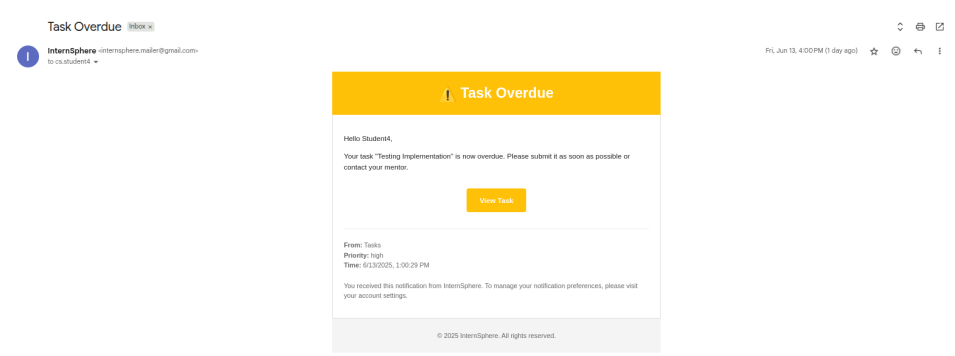 Task Overdue Inbox ×
InternSphere <internsphere.mailer@gmail.com>
Fri, Jun 13, 4:00 PM (1 day ago)
to cs.student4
I
Task Overdue
Hello Student4,
Your task "Testing Implementation" is now overdue. Please submit it as soon as possible or
contact your mentor.
View Task
From: Tasks
Priority: high
Time: 6/13/2025, 1:00:29 PM
You received this notification from InternSphere. To manage your notification preferences, please visit
your account settings.
© 2025 InternSphere. All rights reserved.